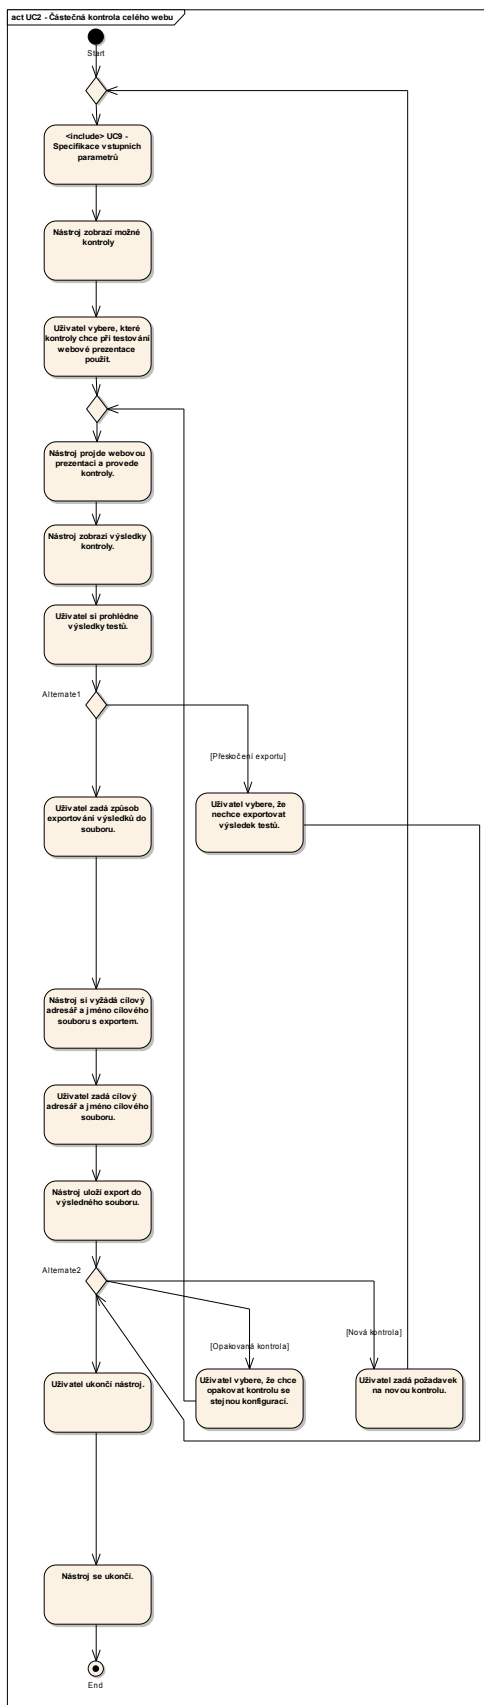 act UC2 - Částečná kontrola celého webu
Start
<include> UC9 -
Specifikace vstupních
parametrů
Nástroj zobrazí možné
kontroly
Uživatel vybere, které
kontroly chce při testování
webové prezentace
použít.
Nástroj projde webovou
prezentaci a provede
kontroly.
Nástroj zobrazí výsledky
kontroly.
Uživatel si prohlédne
výsledky testů.
Alternate1
[Přeskočení exportu]
Uživatel zadá způsob
exportování výsledků do
souboru.
Uživatel vybere, že
nechce exportovat
výsledek testů.
Nástroj si vyžádá cílový
adresář a jméno cílového
souboru s exportem.
Uživatel zadá cílový
adresář a jméno cílového
souboru.
Nástroj uloží export do
výsledného souboru.
Alternate2
[Opakovaná kontrola]
[Nová kontrola]
Uživatel ukončí nástroj.
Uživatel vybere, že chce
opakovat kontrolu se
stejnou konfigurací.
Uživatel zadá požadavek
na novou kontrolu.
Nástroj se ukončí.
End